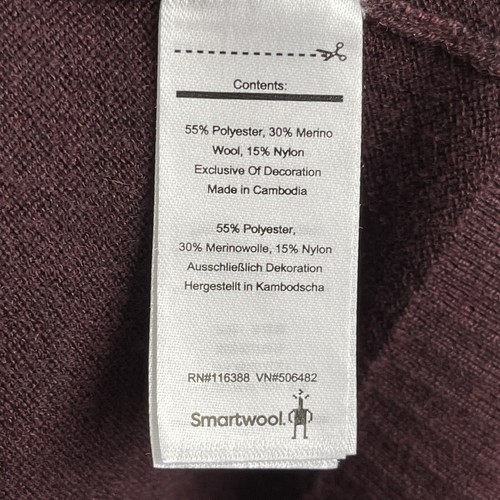 Contents:
55% Polyester, 30% Merino
Wool, 15% Nylon
Exclusive Of Decoration
Made in Cambodia
55% Polyester,
30% Merinowolle, 15% Nylon
Ausschließlich Dekoration
Hergestellt in Kambodscha
RN#116388 VN#506482
Smartwool.